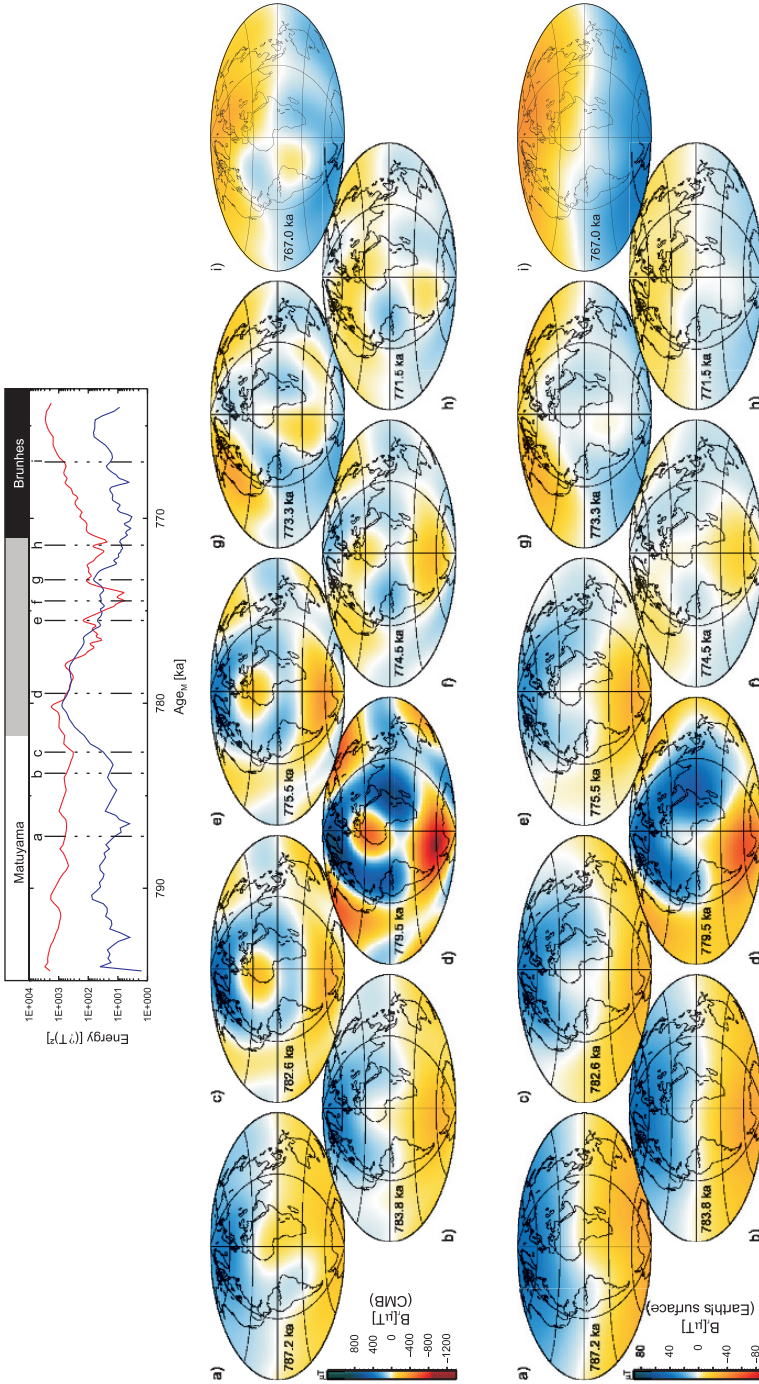 Matuyama
Brunhes
a
b
c
d
e
f
g
h
i
1E+004
1E+003
1E+002
1E+001
1E+000
Energy [(?T)²]
790
780
770
Age_M [ka]
a)
787.2 ka
b)
783.8 ka
c)
782.6 ka
d)
779.5 ka
e)
775.5 ka
f)
774.5 ka
g)
773.3 ka
h)
771.5 ka
i)
767.0 ka
µT
800
400
0
−400
−800
−1200
B_r[µT]
(CMB)
a)
787.2 ka
b)
783.8 ka
c)
782.6 ka
d)
779.5 ka
e)
775.5 ka
f)
774.5 ka
g)
773.3 ka
h)
771.5 ka
i)
767.0 ka
µT
80
40
0
−40
−80
B_r[µT]
(EarthÌs surface)